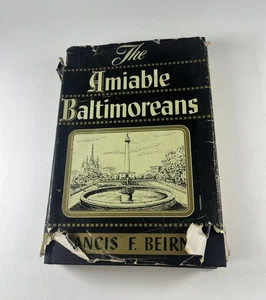 The
Amiable
Baltimoreans
ANCIS F. BEIRN